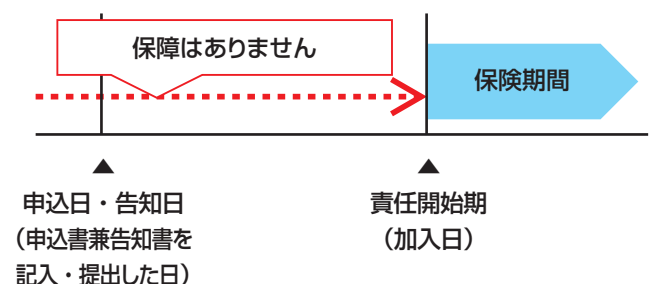 保障はありません
保険期間
▲
申込日・告知日
（申込書兼告知書を
記入・提出した日）
▲
責任開始期
（加入日）